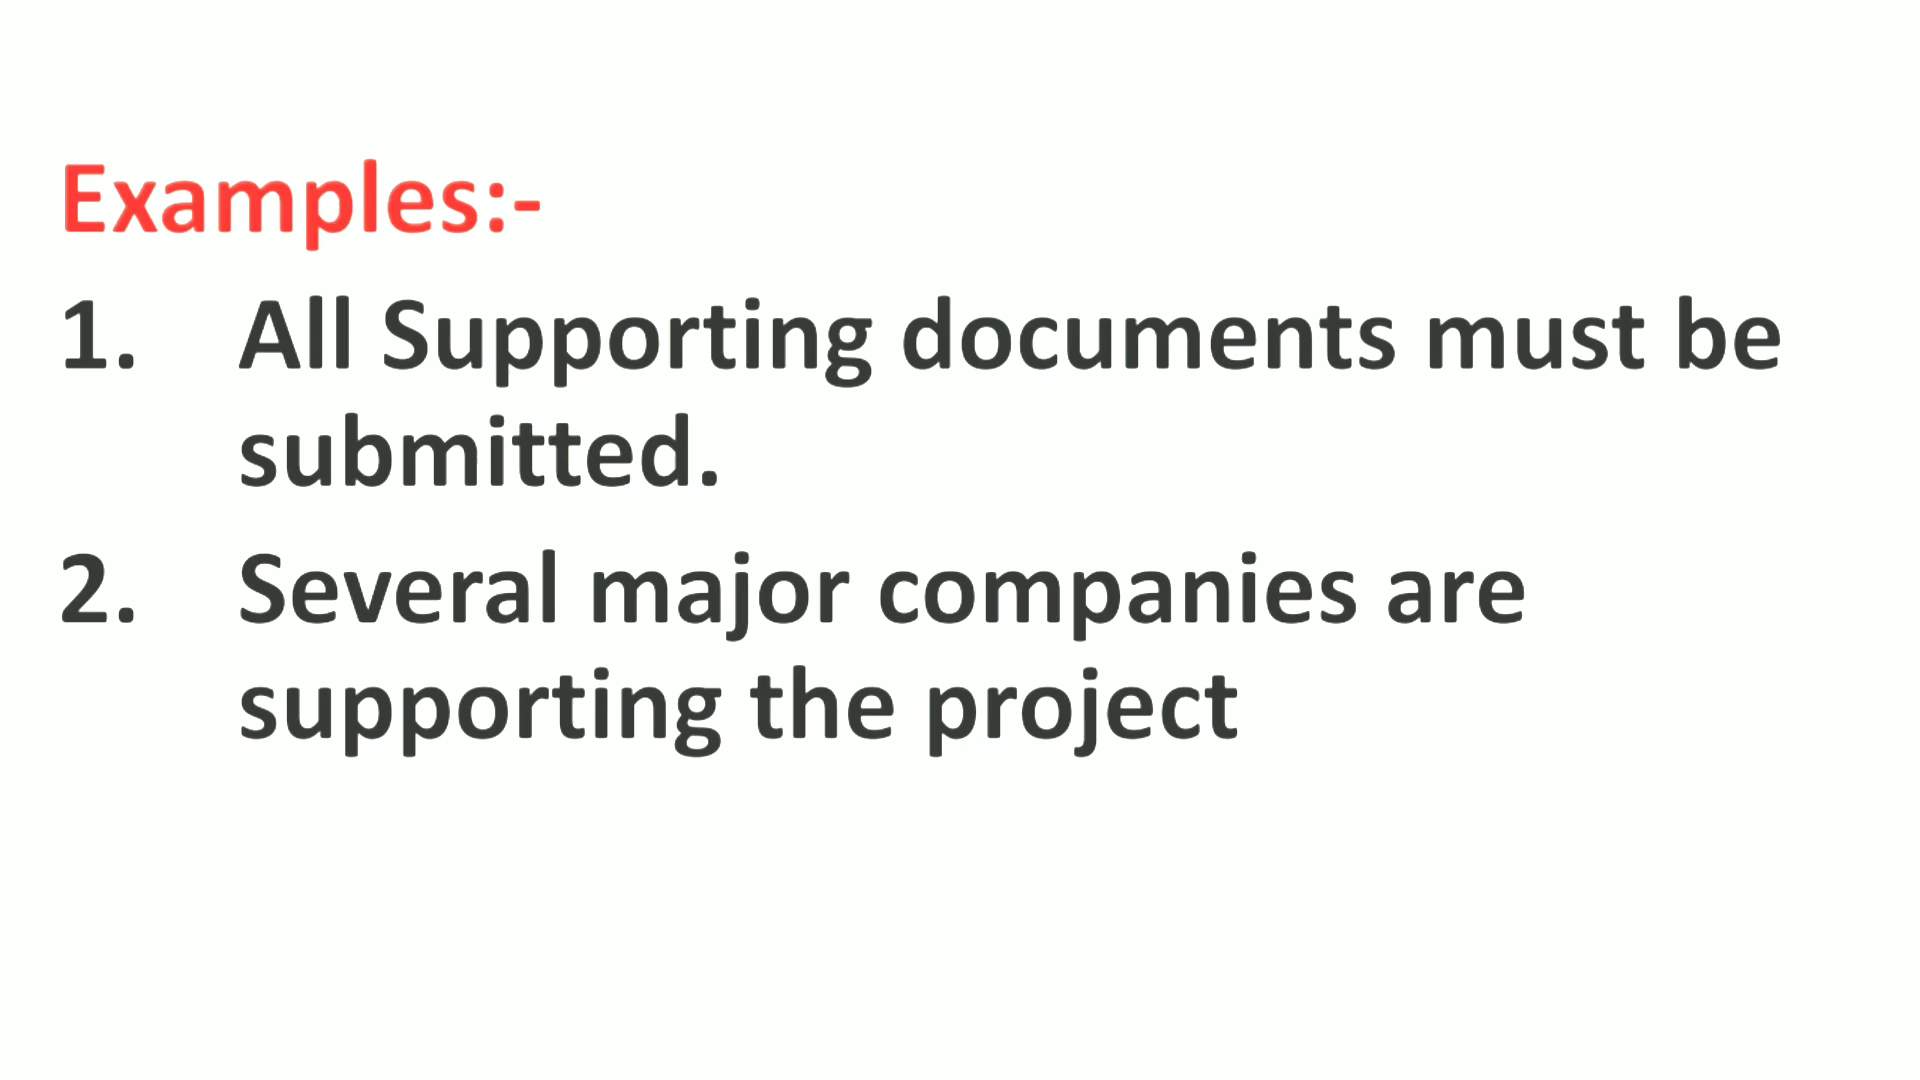 Examples:-
1. All Supporting documents must be
submitted.
2. Several major companies are
supporting the project